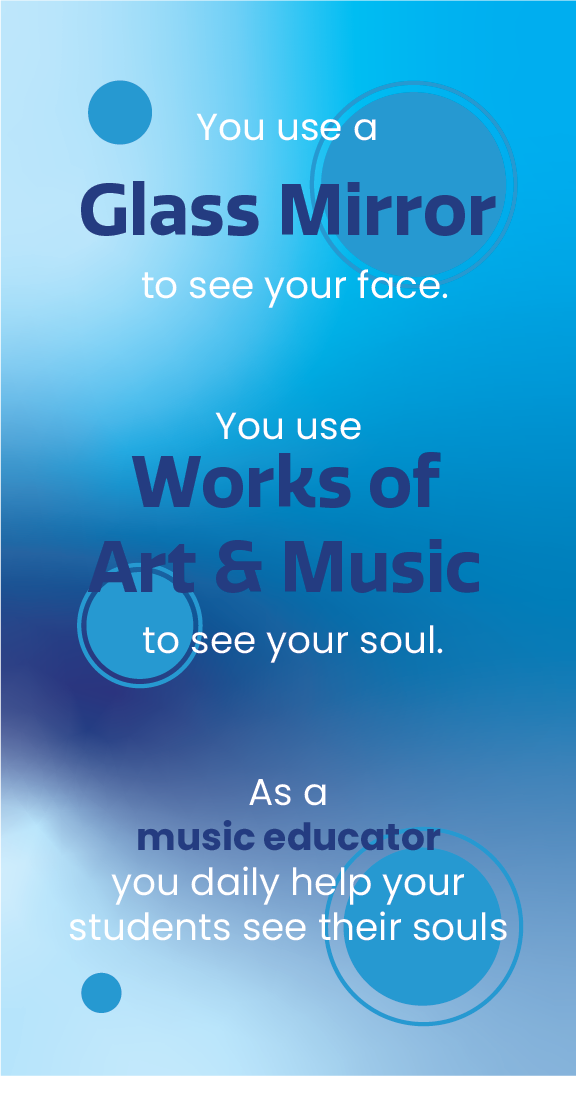 You use a
Glass Mirror
to see your face.
You use
Works of
Art & Music
to see your soul.
As a
music educator
you daily help your
students see their souls